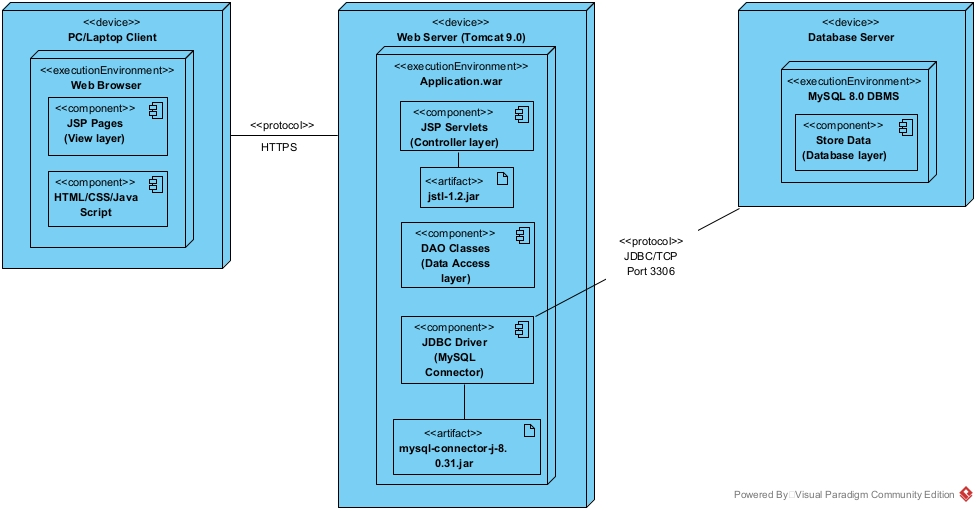 <<device>>
PC/Laptop Client
<<executionEnvironment>>
Web Browser
<<component>>
JSP Pages
(View layer)
<<component>>
HTML/CSS/Java
Script
<<protocol>>
HTTPS
<<device>>
Web Server (Tomcat 9.0)
<<executionEnvironment>>
Application.war
<<component>>
JSP Servlets
(Controller layer)
<<artifact>>
jstl-1.2.jar
<<component>>
DAO Classes
(Data Access
layer)
<<component>>
JDBC Driver
(MySQL
Connector)
<<artifact>>
mysql-connector-j-8.
0.31.jar
<<protocol>>
JDBC/TCP
Port 3306
<<device>>
Database Server
<<executionEnvironment>>
MySQL 8.0 DBMS
<<component>>
Store Data
(Database layer)
Powered By Visual Paradigm Community Edition